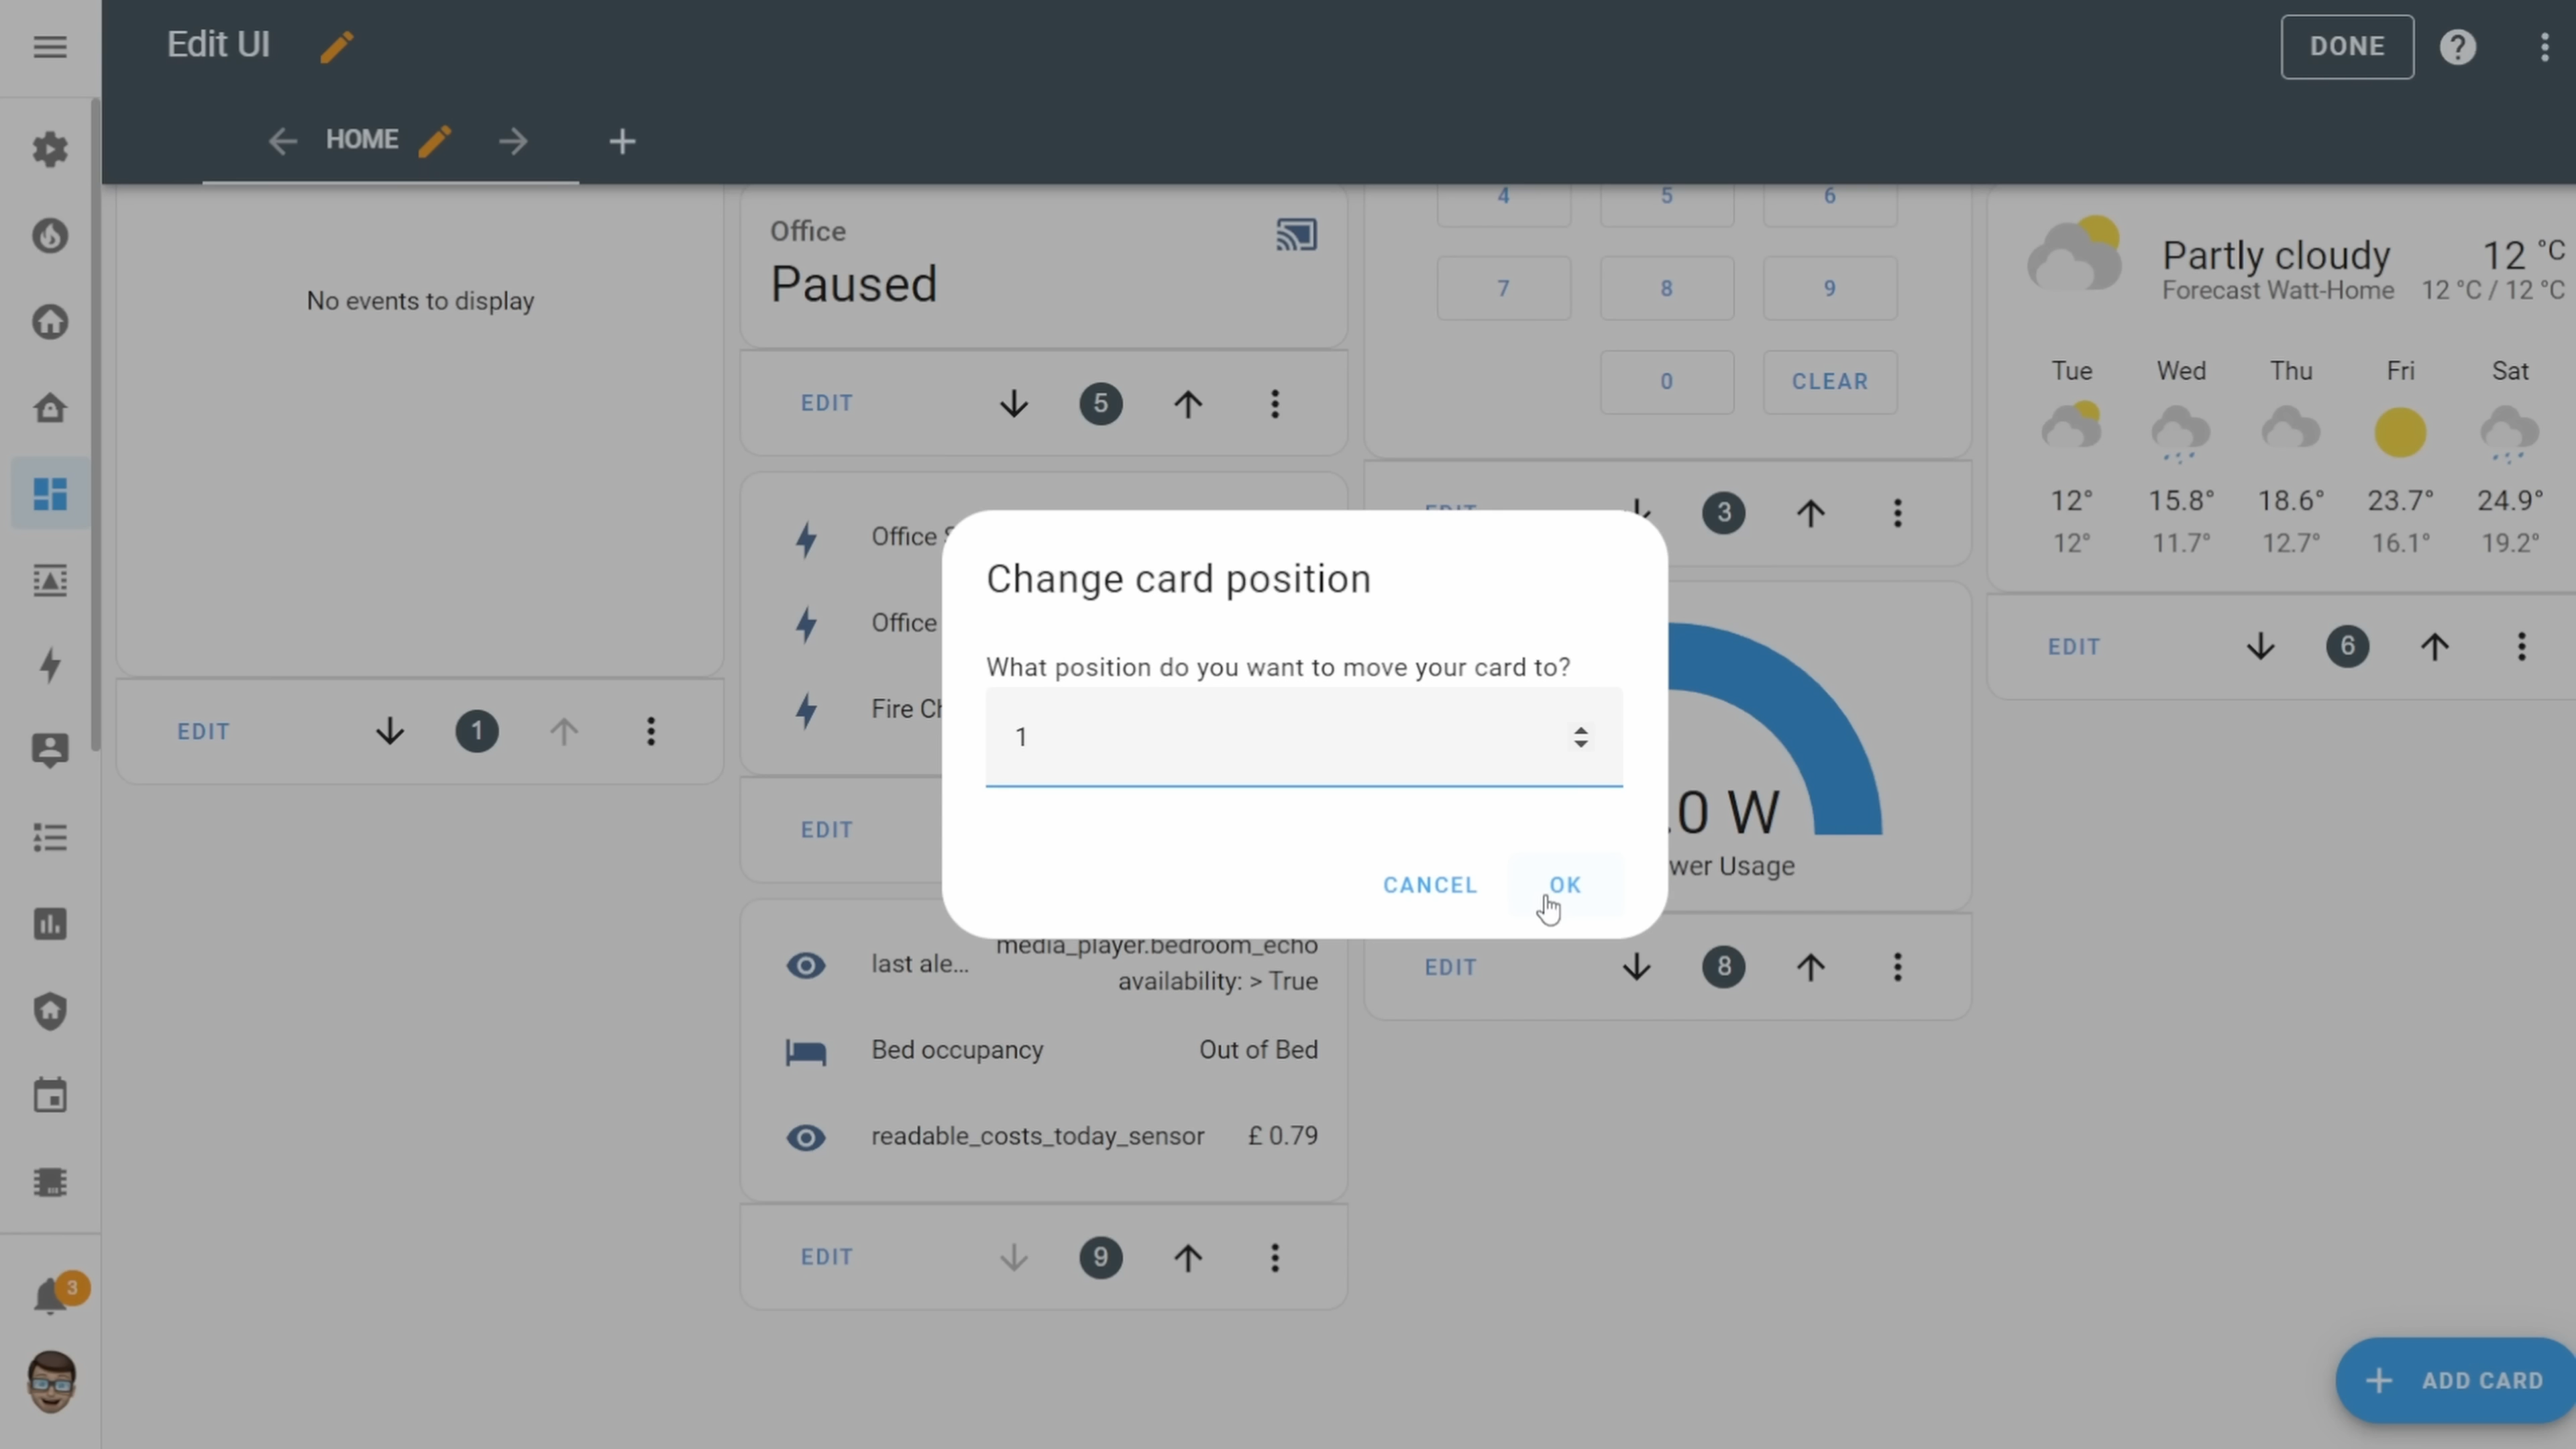 Edit UI
DONE
HOME
No events to display
EDIT
1
Office
Paused
EDIT
5
Office
Office
Fire
EDIT
last ale...
media_player.bedroom_echo
availability: > True
Bed occupancy
Out of Bed
readable_costs_today_sensor
£ 0.79
EDIT
9
4 5 6
7 8 9
0 CLEAR
3
.0 W
Usage
EDIT
8
Partly cloudy
12 °C
Forecast Watt-Home
12 °C / 12 °C
Tue Wed Thu Fri Sat
12° 15.8° 18.6° 23.7° 24.9°
12° 11.7° 12.7° 16.1° 19.2°
EDIT
6
Change card position
What position do you want to move your card to?
1
CANCEL
OK
3
ADD CARD